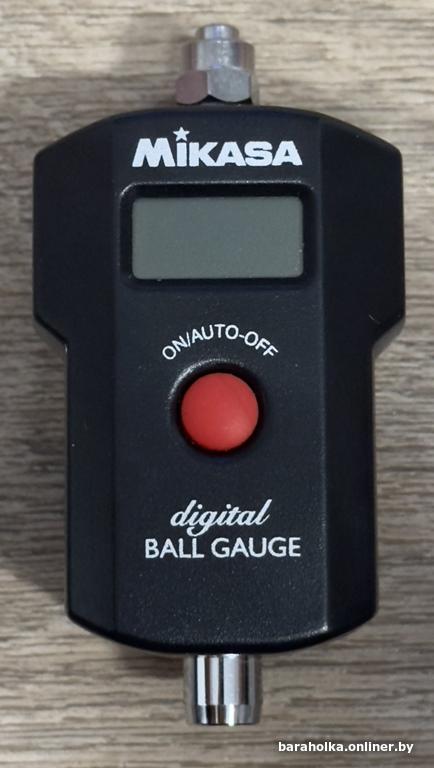 MIKASA
ON/AUTO-OFF
digital
BALL GAUGE
baraholka.onliner.by